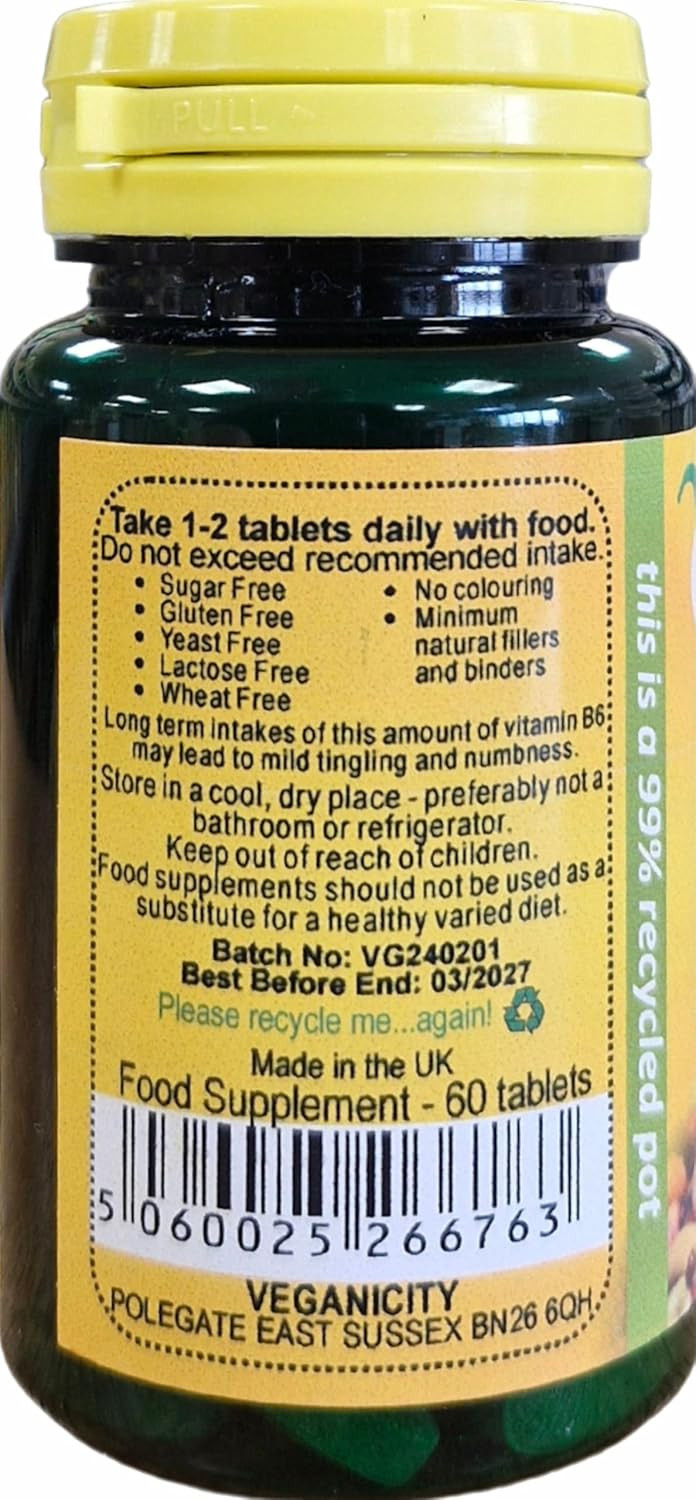 PULL
Take 1-2 tablets daily with food.
Do not exceed recommended intake.
• Sugar Free
• Gluten Free
• Yeast Free
• Lactose Free
• Wheat Free
• No colouring
• Minimum
natural fillers
and binders
Long term intakes of this amount of vitamin B6
may lead to mild tingling and numbness.
Store in a cool, dry place - preferably not a
bathroom or refrigerator.
Keep out of reach of children.
Food supplements should not be used as a
substitute for a healthy varied diet.
Batch No: VG240201
Best Before End: 03/2027
Please recycle me...again!
Made in the UK
Food Supplement - 60 tablets
5 060025 266763
VEGANICITY
POLEGATE EAST SUSSEX BN26 6QH
this is a 99% recycled pot